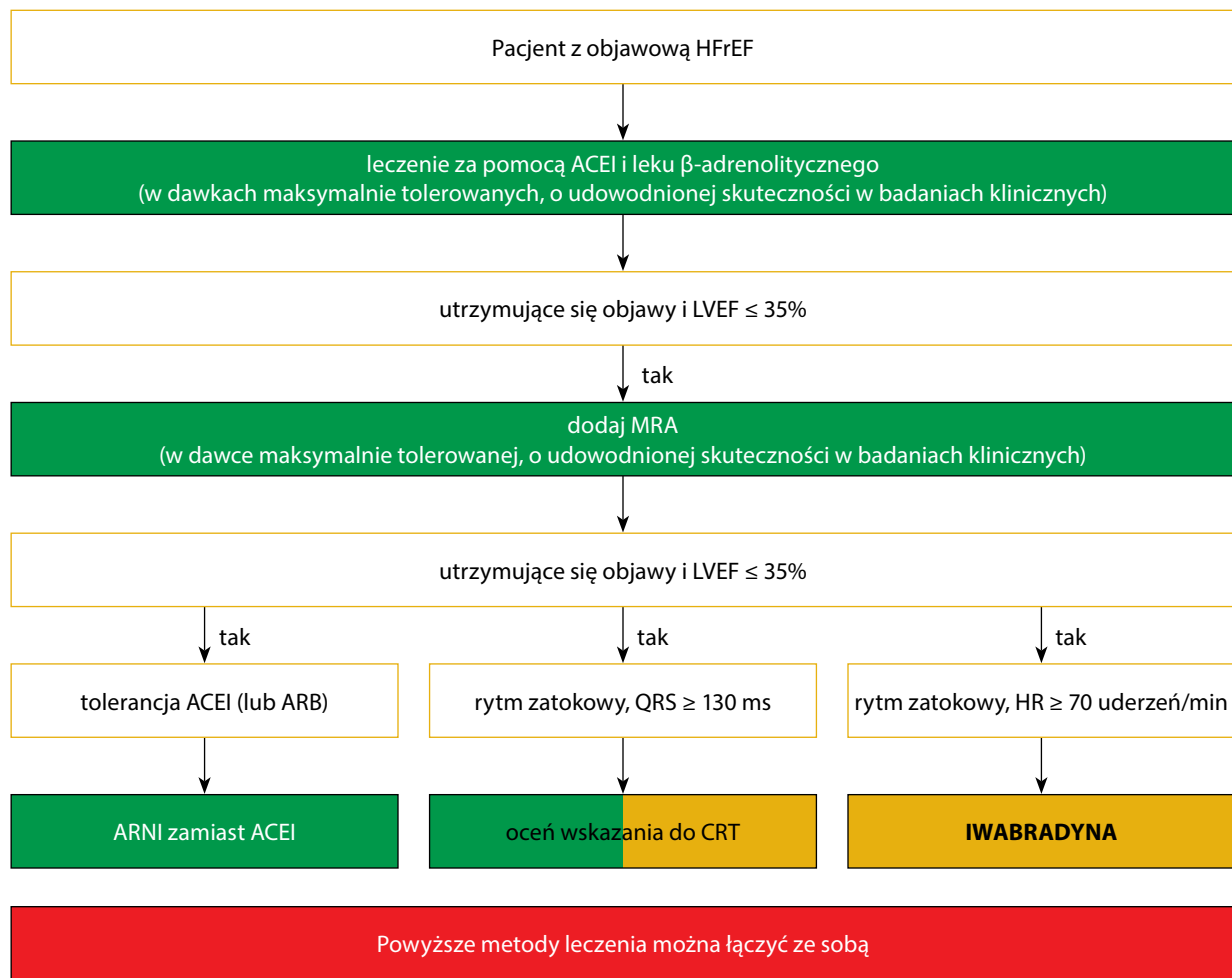 Pacjent z objawową HFrEF
leczenie za pomocą ACEI i leku β-adrenolitycznego
(w dawkach maksymalnie tolerowanych, o udowodnionej skuteczności w badaniach klinicznych)
utrzymujące się objawy i LVEF ≤ 35%
tak
dodaj MRA
(w dawce maksymalnie tolerowanej, o udowodnionej skuteczności w badaniach klinicznych)
utrzymujące się objawy i LVEF ≤ 35%
tak
tak
tak
tolerancja ACEI (lub ARB)
rytm zatokowy, QRS ≥ 130 ms
rytm zatokowy, HR ≥ 70 uderzeń/min
ARNI zamiast ACEI
oceń wskazania do CRT
IWABRADYNA
Powyższe metody leczenia można łączyć ze sobą